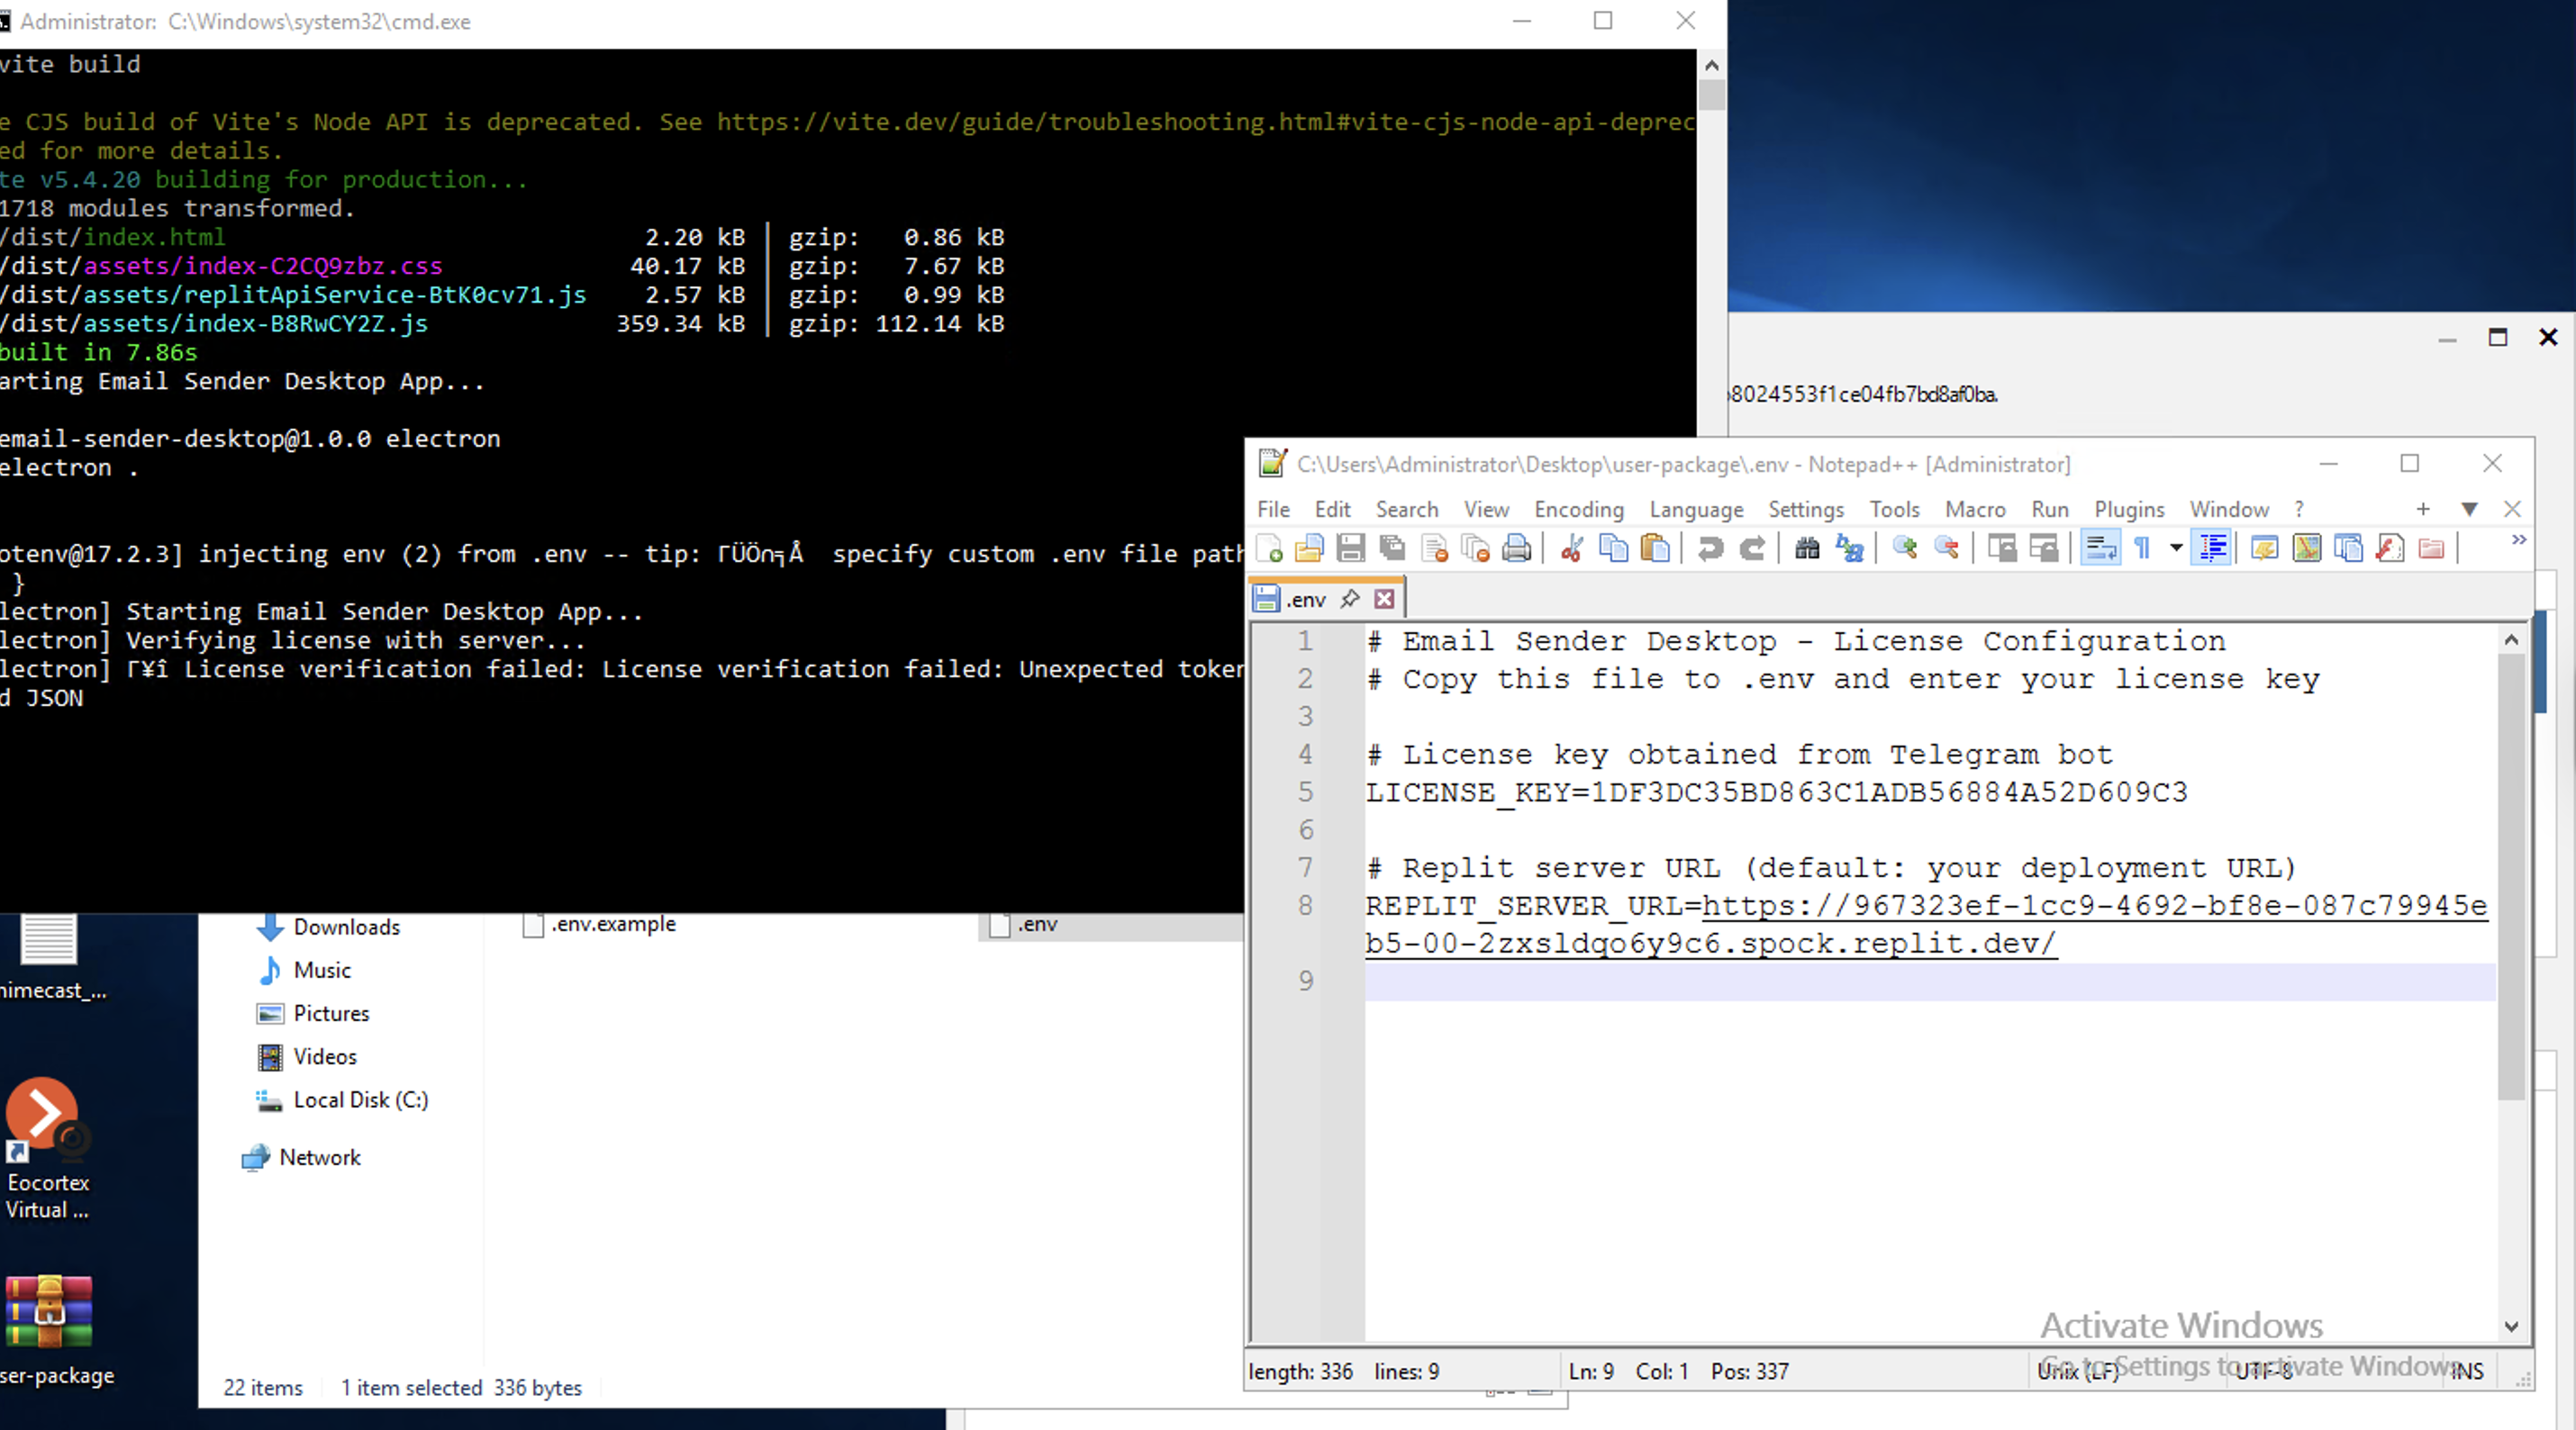 Administrator: C:\Windows\system32\cmd.exe
vite build
e CJS build of Vite's Node API is deprecated. See https://vite.dev/guide/troubleshooting.html#vite-cjs-node-api-deprec
ed for more details.
te v5.4.20 building for production...
1718 modules transformed.
/dist/index.html 2.20 kB │ gzip: 0.86 kB
/dist/assets/index-C2CQ9zbz.css 40.17 kB │ gzip: 7.67 kB
/dist/assets/replitApiService-BtK0cv71.js 2.57 kB │ gzip: 0.99 kB
/dist/assets/index-B8RwCY2Z.js 359.34 kB │ gzip: 112.14 kB
built in 7.86s
arting Email Sender Desktop App...
email-sender-desktop@1.0.0 electron
electron .
otenv@17.2.3] injecting env (2) from .env -- tip: ΓÜÖ∩╕Å specify custom .env file path
}
lectron] Starting Email Sender Desktop App...
lectron] Verifying license with server...
lectron] Γ¥î License verification failed: License verification failed: Unexpected token
d JSON
b8024553f1ce04fb7bd8af0ba.
C:\Users\Administrator\Desktop\user-package\.env - Notepad++ [Administrator]
File Edit Search View Encoding Language Settings Tools Macro Run Plugins Window ?
.env
1 # Email Sender Desktop - License Configuration
2 # Copy this file to .env and enter your license key
3
4 # License key obtained from Telegram bot
5 LICENSE_KEY=1DF3DC35BD863C1ADB56884A52D609C3
6
7 # Replit server URL (default: your deployment URL)
8 REPLIT_SERVER_URL=https://967323ef-1cc9-4692-bf8e-087c79945e
b5-00-2zxsldqo6y9c6.spock.replit.dev/
9
length: 336 lines: 9 Ln: 9 Col: 1 Pos: 337 Unix (LF) UTF-8 INS
Activate Windows
Go to Settings to activate Windows.
Downloads
Music
Pictures
Videos
Local Disk (C:)
Network
.env.example
.env
22 items 1 item selected 336 bytes
nimecast_...
Eocortex
Virtual ...
ser-package